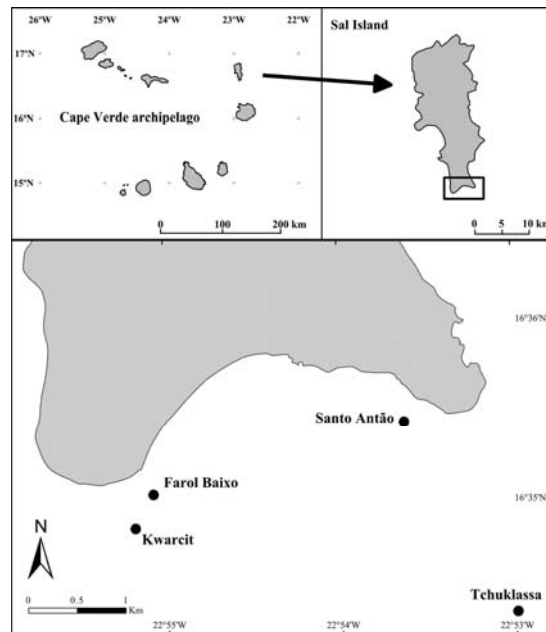 26°W 25°W 24°W 23°W 22°W
Sal Island
17°N
Cape Verde archipelago
16°N
15°N
0 100 200 km
0 5 10 km
16°36'N
Santo Antão
Farol Baixo
16°35'N
Kwarcit
N
0 0.5 1
Km
Tchuklassa
22°55'W 22°54'W 22°53'W